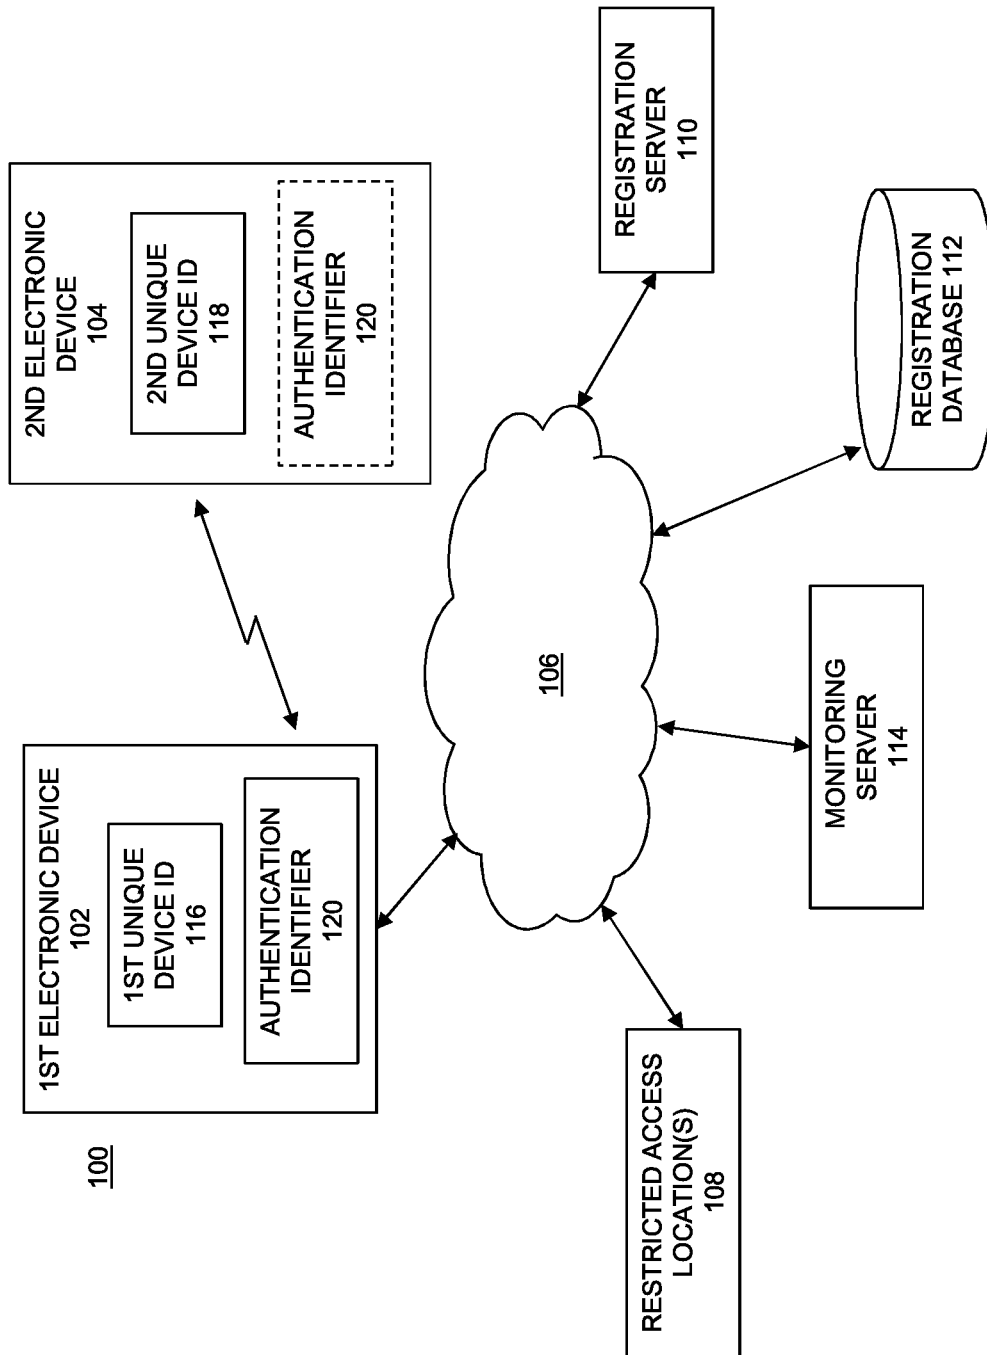 100
1ST ELECTRONIC DEVICE
102
1ST UNIQUE
DEVICE ID
116
AUTHENTICATION
IDENTIFIER
120
2ND ELECTRONIC
DEVICE
104
2ND UNIQUE
DEVICE ID
118
AUTHENTICATION
IDENTIFIER
120
106
RESTRICTED ACCESS
LOCATION(S)
108
MONITORING
SERVER
114
REGISTRATION
DATABASE 112
REGISTRATION
SERVER
110